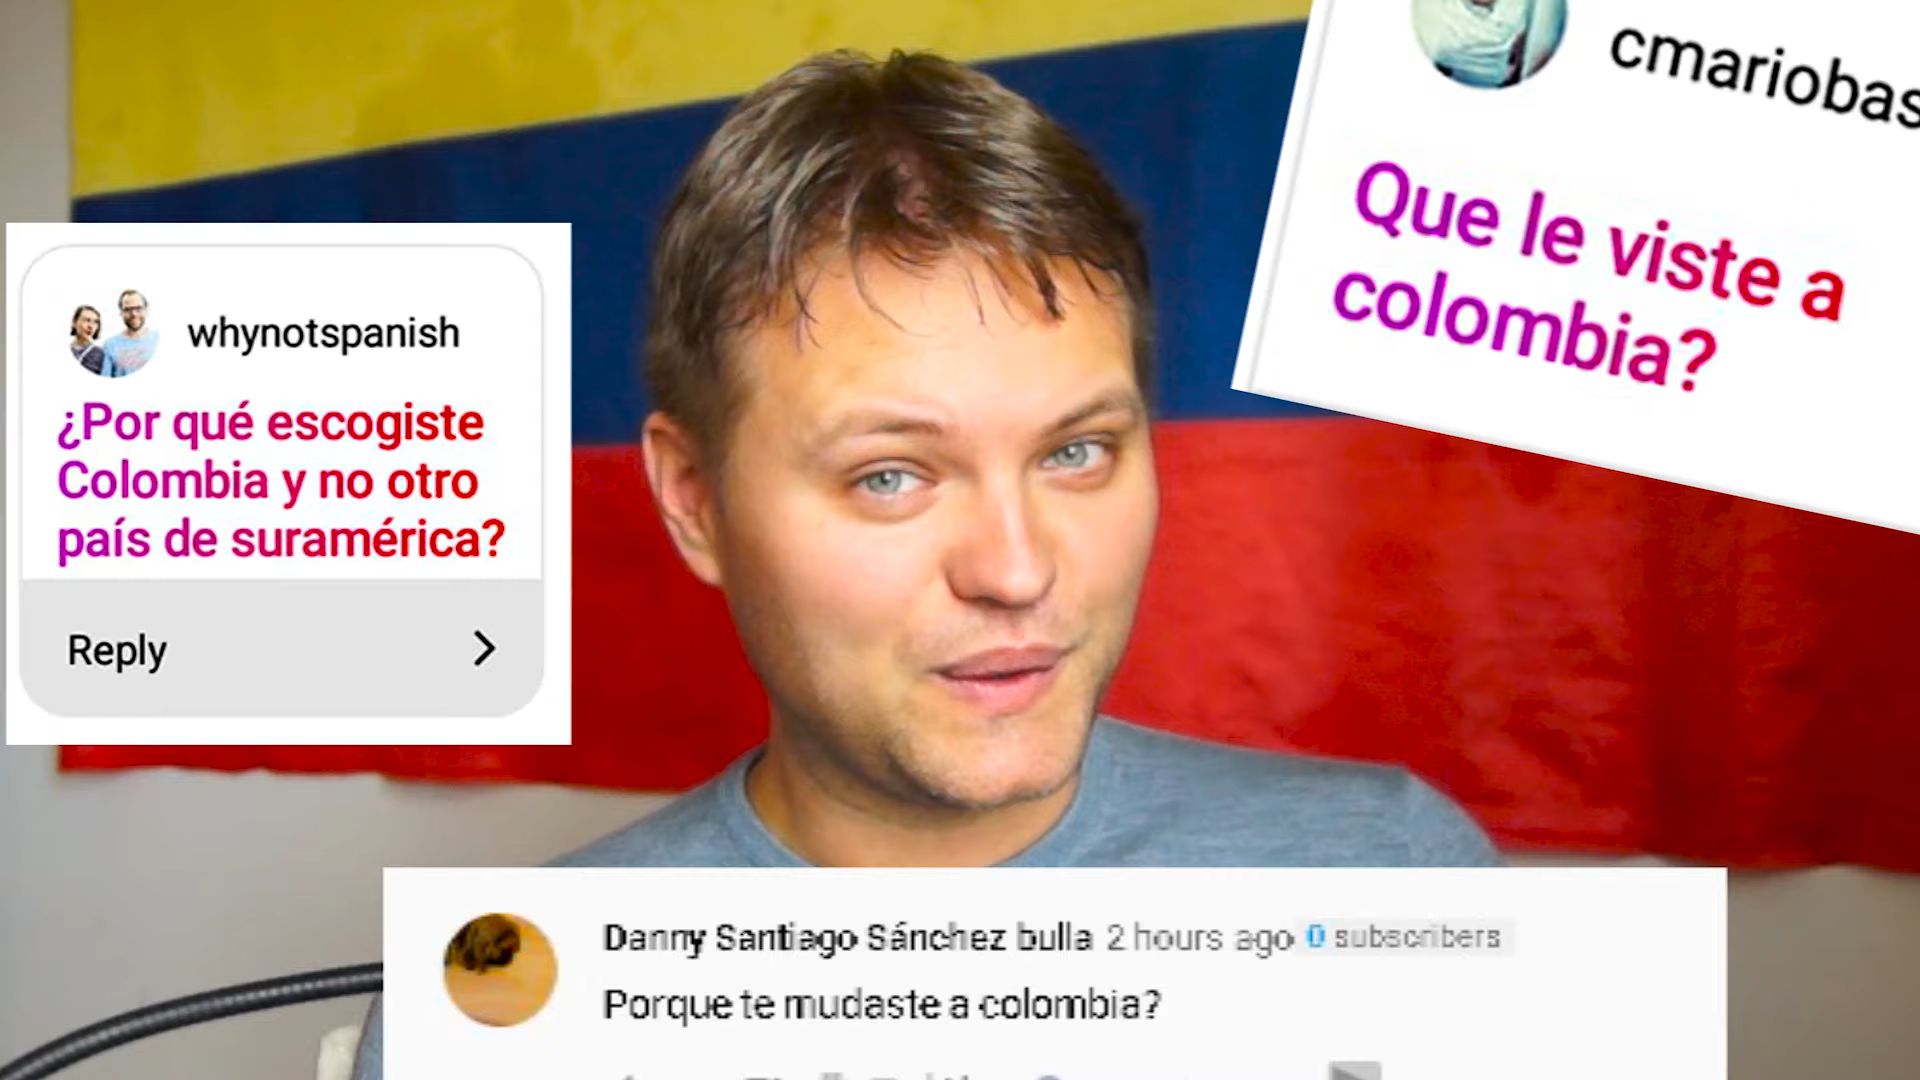 cmariobas
Que le viste a
colombia?
whynotspanish
¿Por qué escogiste
Colombia y no otro
país de suramérica?
Reply
Danny Santiago Sánchez bulla 2 hours ago 0 subscribers
Porque te mudaste a colombia?